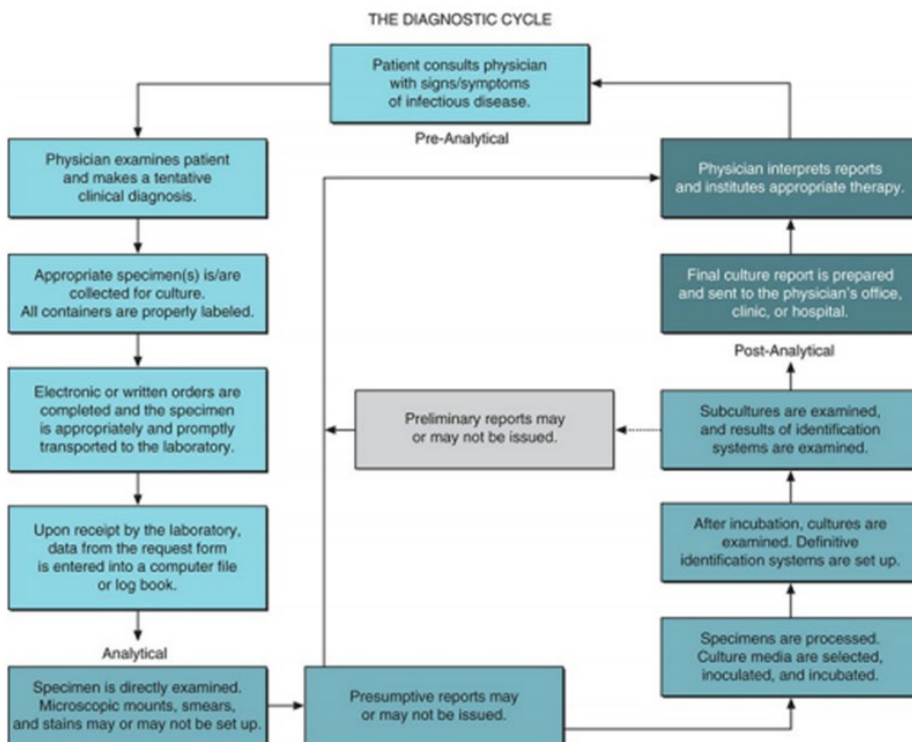 THE DIAGNOSTIC CYCLE
Patient consults physician
with signs/symptoms
of infectious disease.
Pre-Analytical
Physician examines patient
and makes a tentative
clinical diagnosis.
Appropriate specimen(s) is/are
collected for culture.
All containers are properly labeled.
Electronic or written orders are
completed and the specimen
is appropriately and promptly
transported to the laboratory.
Upon receipt by the laboratory,
data from the request form
is entered into a computer file
or log book.
Analytical
Specimen is directly examined.
Microscopic mounts, smears,
and stains may or may not be set up.
Presumptive reports may
or may not be issued.
Specimens are processed.
Culture media are selected,
inoculated, and incubated.
After incubation, cultures are
examined. Definitive
identification systems are set up.
Subcultures are examined,
and results of identification
systems are examined.
Preliminary reports may
or may not be issued.
Post-Analytical
Final culture report is prepared
and sent to the physician's office,
clinic, or hospital.
Physician interprets reports
and institutes appropriate therapy.